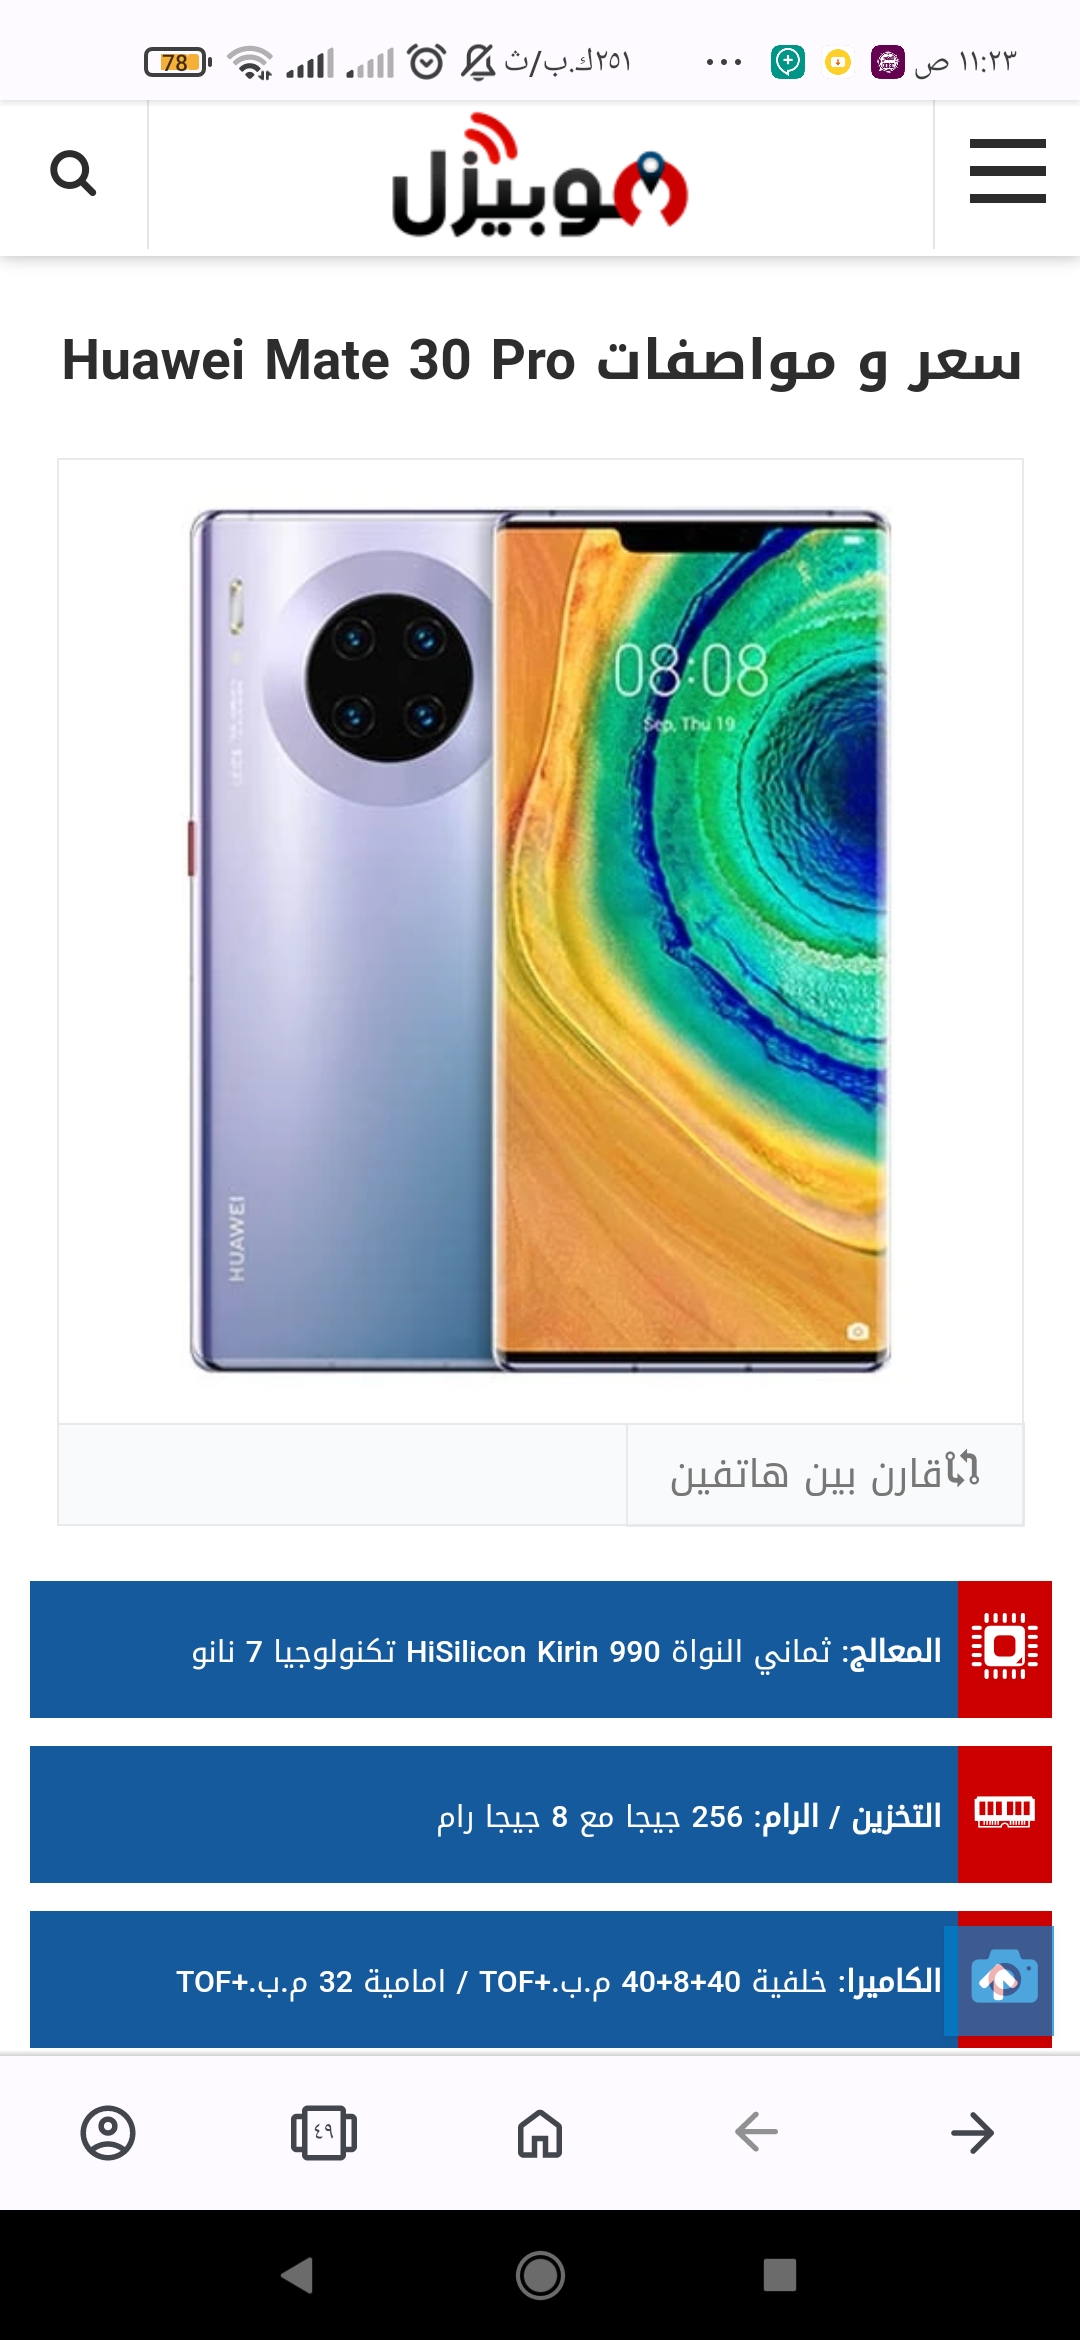 ١١:٢٣ ص ... ٢٥١ك.ب/ث 78
موبيزل
سعر و مواصفات Huawei Mate 30 Pro
08:08
Sep, Thu 19
HUAWEI
قارن بين هاتفين
المعالج: ثماني النواة HiSilicon Kirin 990 تكنولوجيا 7 نانو
التخزين / الرام: 256 جيجا مع 8 جيجا رام
الكاميرا: خلفية 40+8+40 م.ب.+TOF / امامية 32 م.ب.+TOF
٤٩